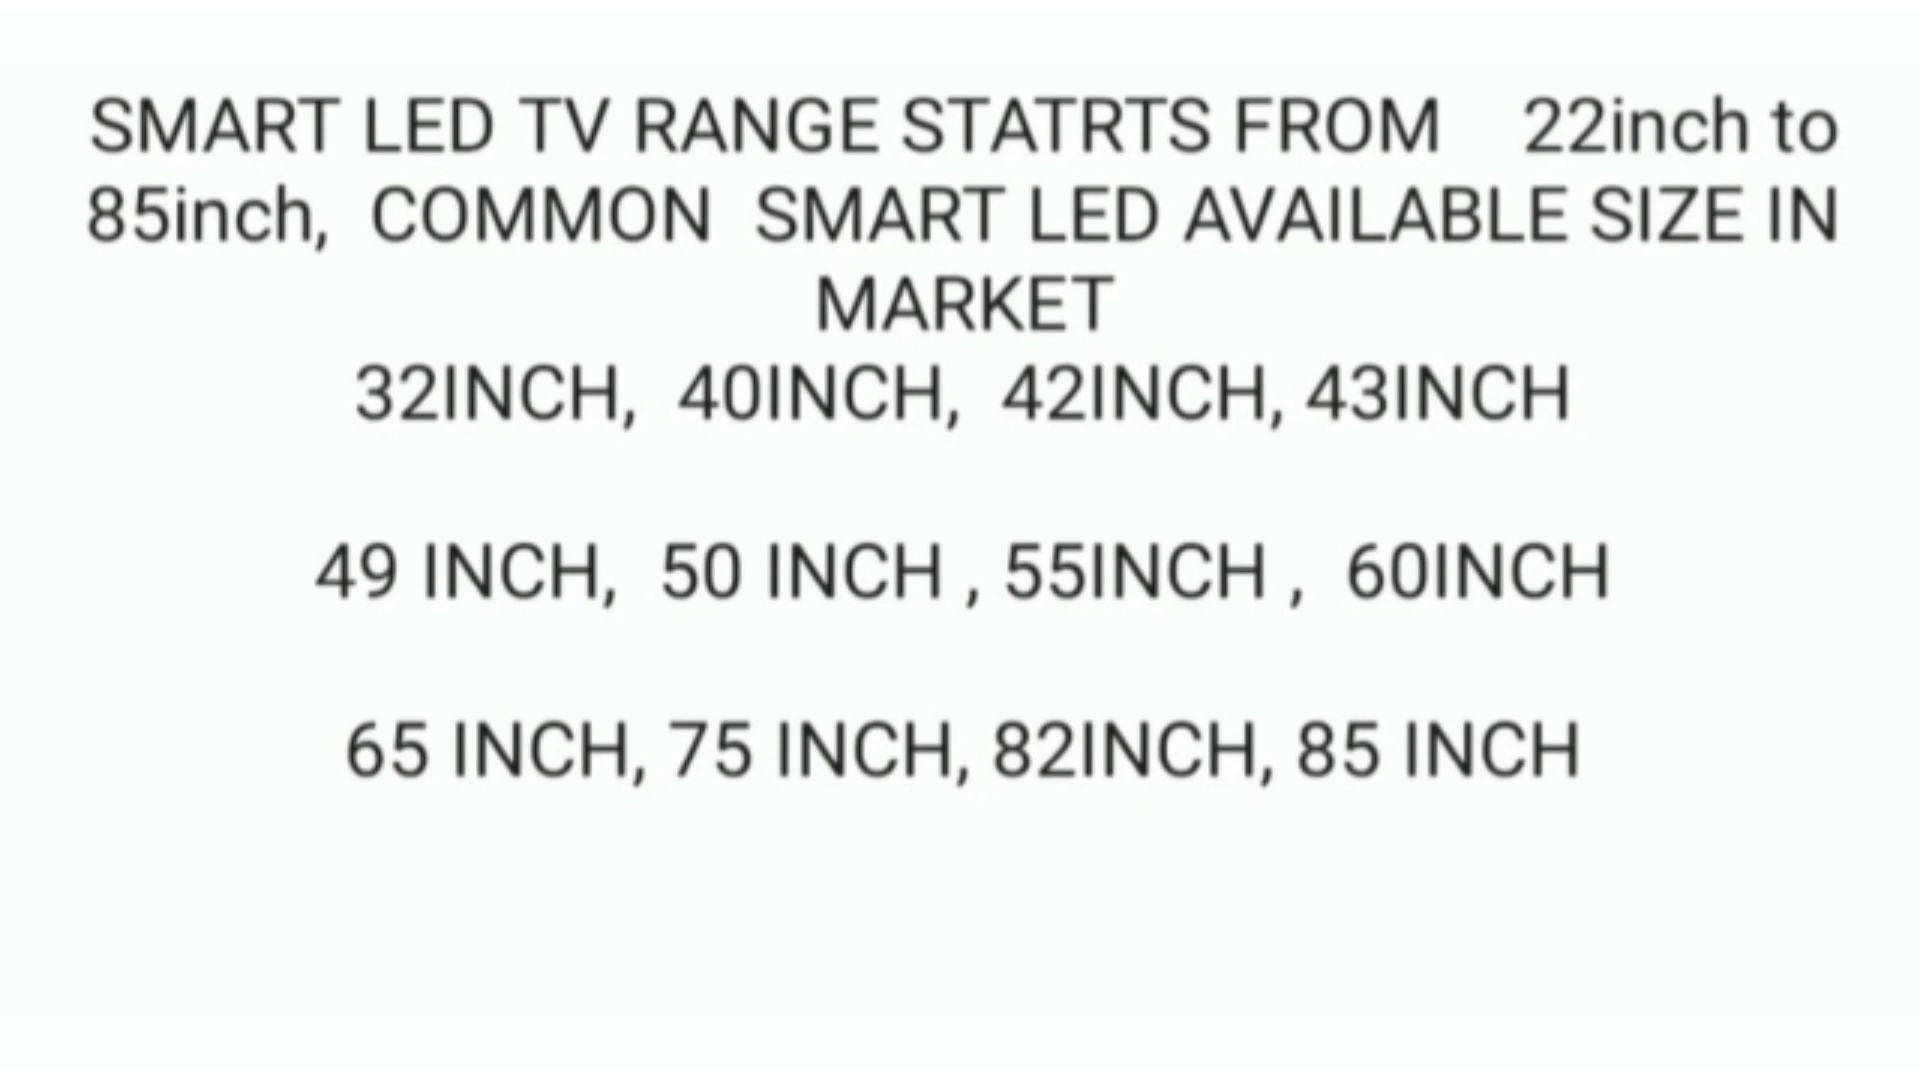 SMART LED TV RANGE STATRTS FROM 22inch to
85inch, COMMON SMART LED AVAILABLE SIZE IN
MARKET
32INCH, 40INCH, 42INCH, 43INCH
49 INCH, 50 INCH , 55INCH , 60INCH
65 INCH, 75 INCH, 82INCH, 85 INCH